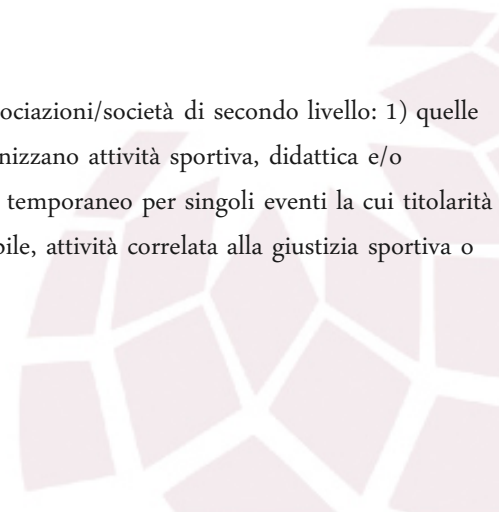 ociazioni/società di secondo livello: 1) quelle
nizzano attività sportiva, didattica e/o
temporaneo per singoli eventi la cui titolarità
bile, attività correlata alla giustizia sportiva o